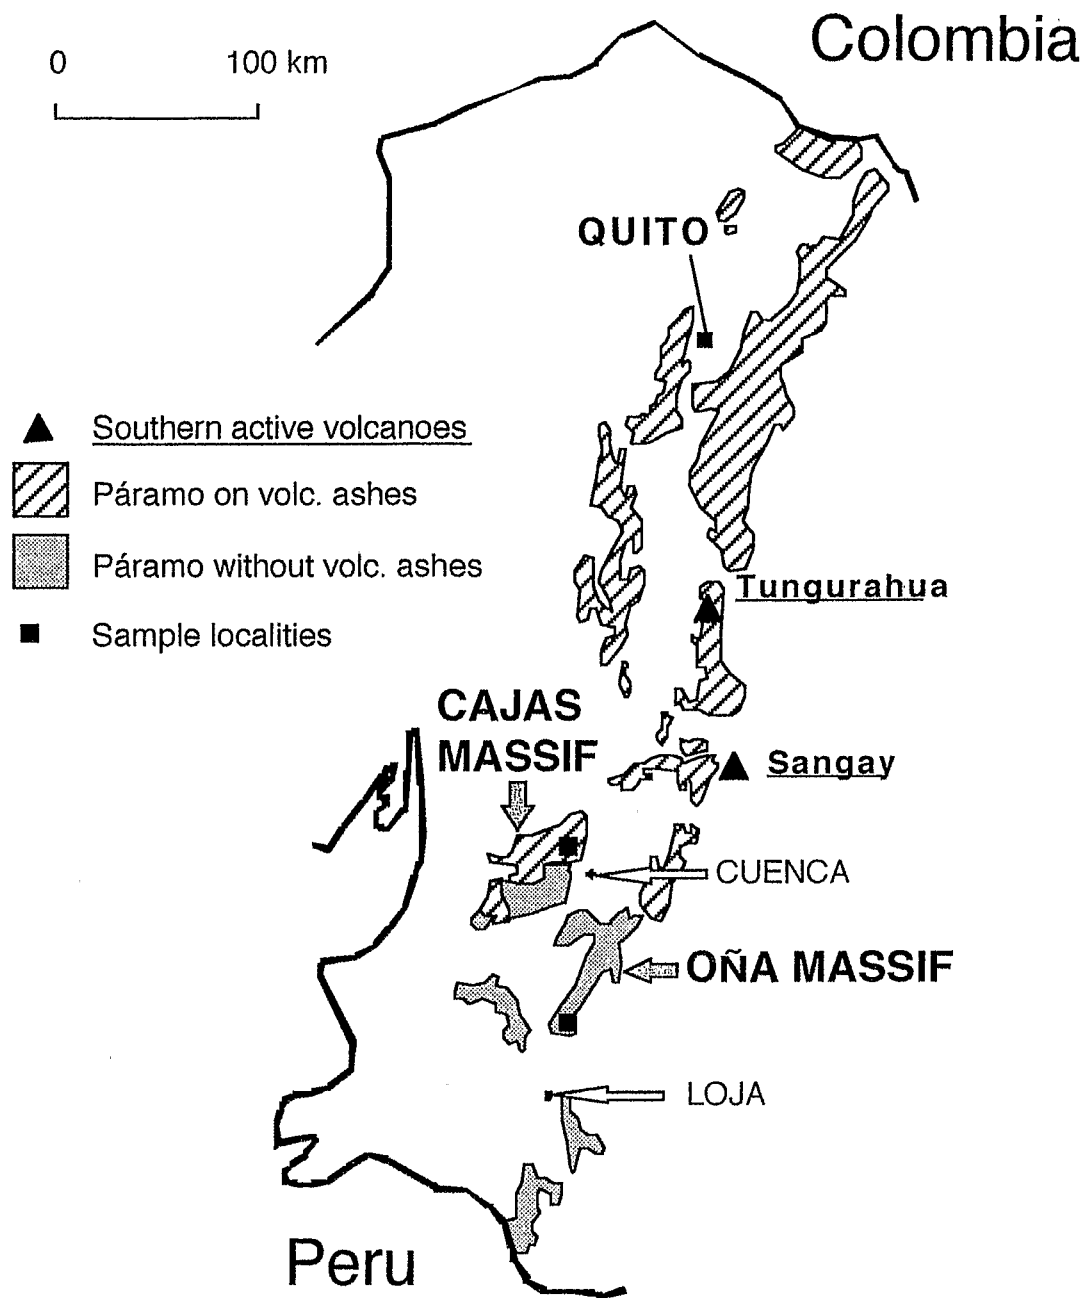 Colombia
0 100 km
QUITO
Southern active volcanoes
Páramo on volc. ashes
Páramo without volc. ashes
Sample localities
Tungurahua
CAJAS
MASSIF
Sangay
CUENCA
OÑA MASSIF
LOJA
Peru